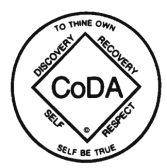 TO THINE OWN
DISCOVERY
RECOVERY
CoDA
SELF
RESPECT
©
SELF BE TRUE